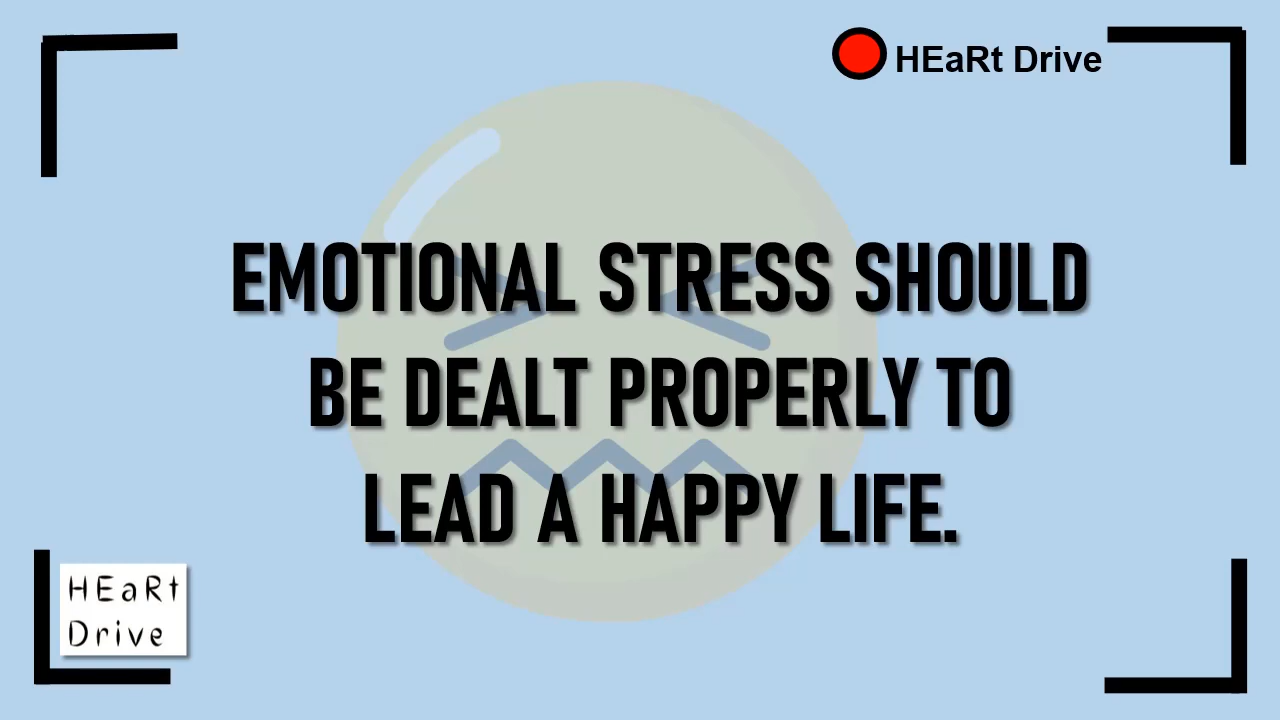 HEaRt Drive
EMOTIONAL STRESS SHOULD
BE DEALT PROPERLY TO
LEAD A HAPPY LIFE.
HEaRt
Drive